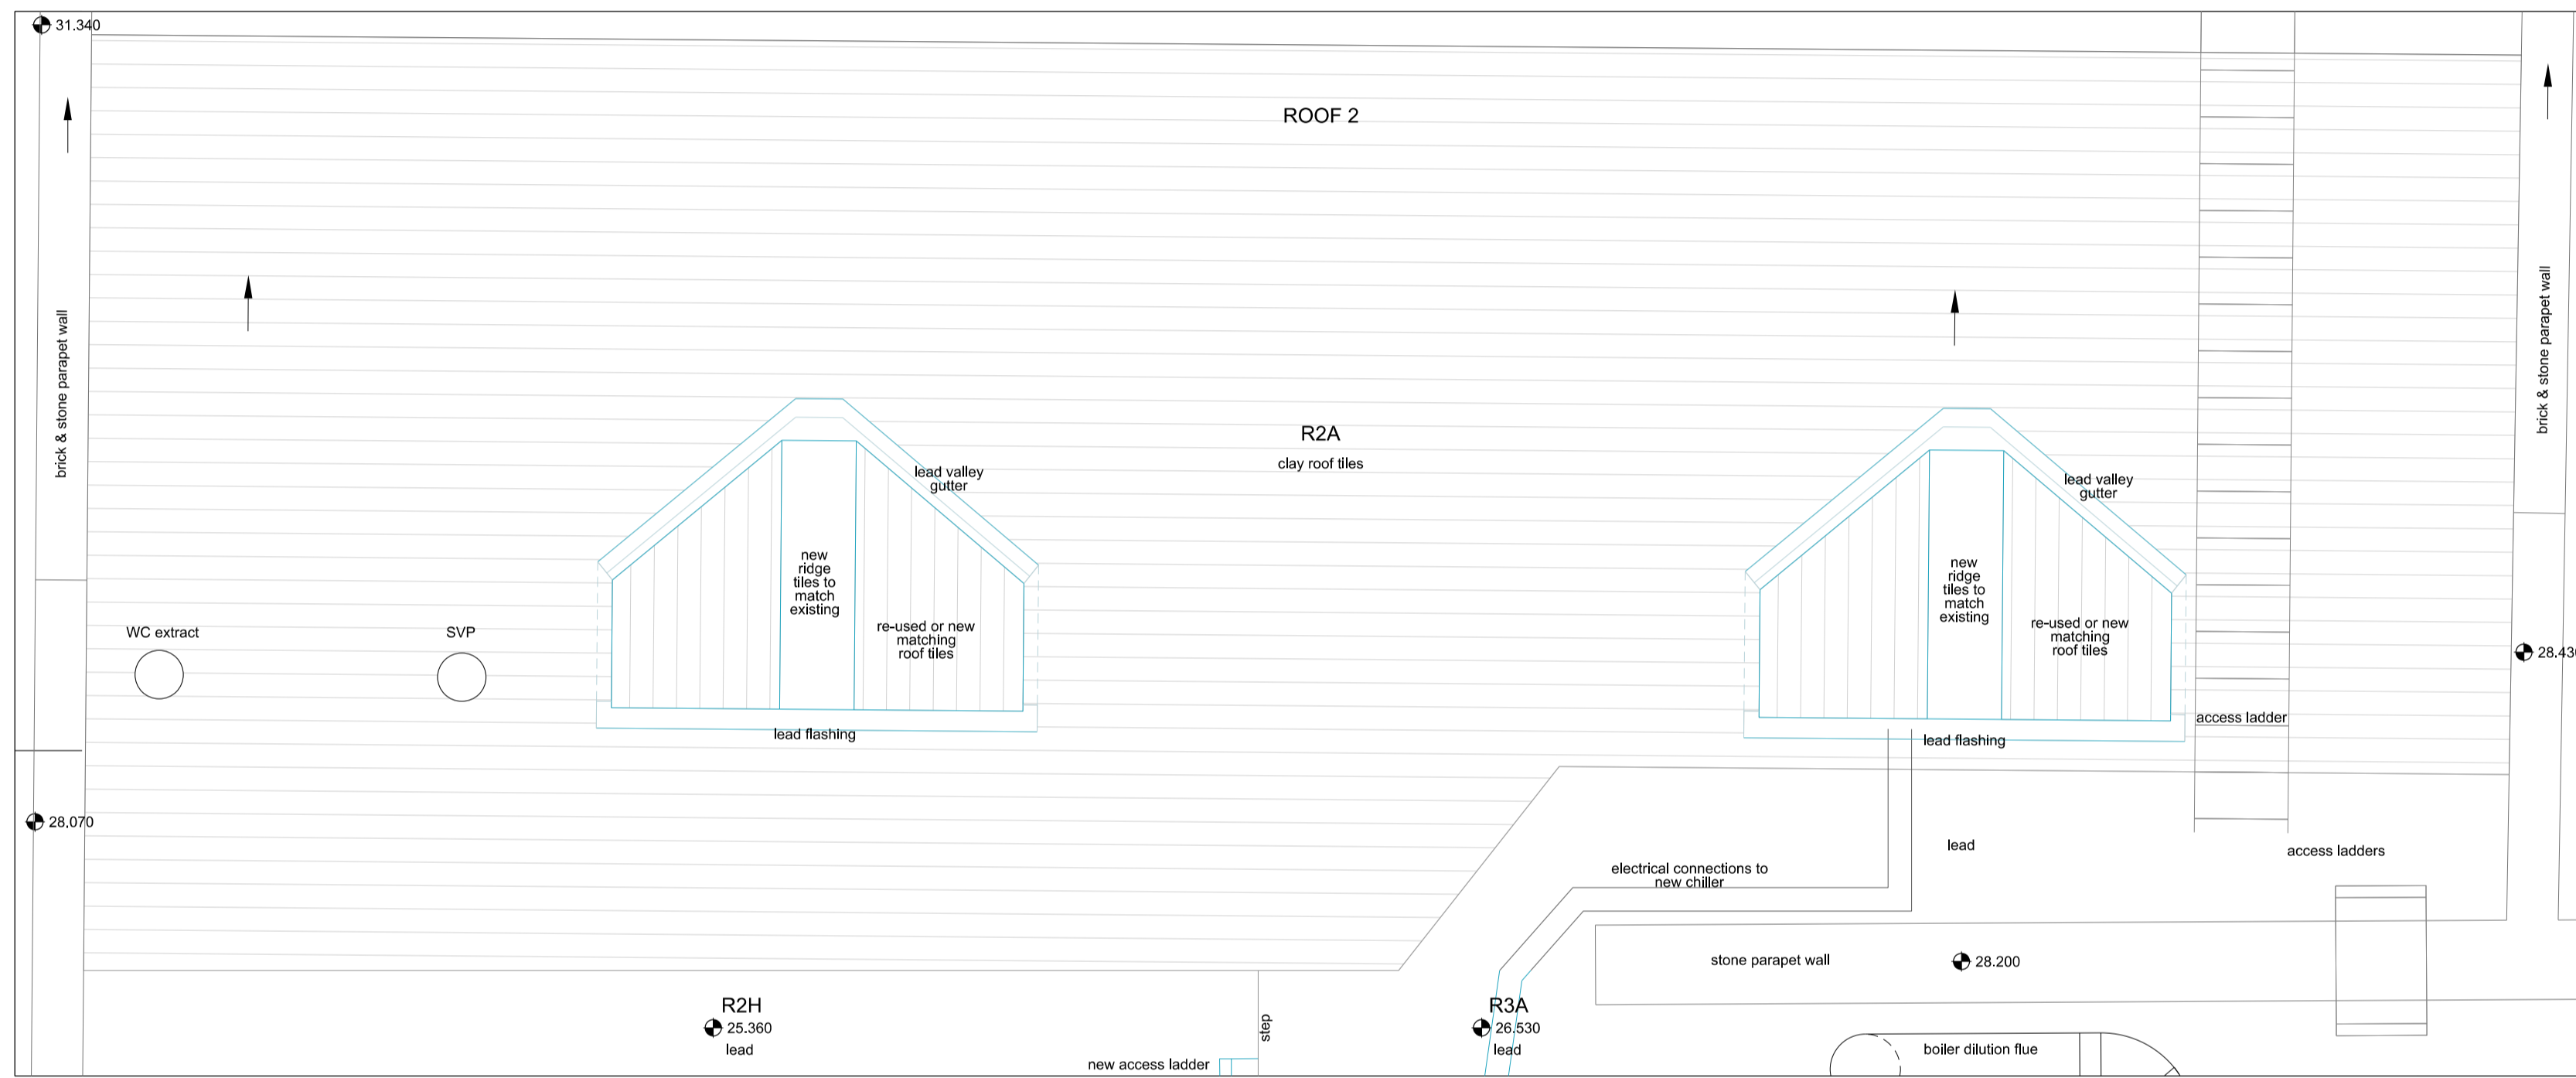 31.340
ROOF 2
brick & stone parapet wall
brick & stone parapet wall
R2A
clay roof tiles
lead valley
gutter
lead valley
gutter
new
ridge
tiles to
match
existing
new
ridge
tiles to
match
existing
re-used or new
matching
roof tiles
re-used or new
matching
roof tiles
WC extract
SVP
28.43
lead flashing
lead flashing
access ladder
28.070
lead
access ladders
electrical connections to
new chiller
stone parapet wall
28.200
R2H
25.360
lead
step
R3A
26.530
lead
new access ladder
boiler dilution flue